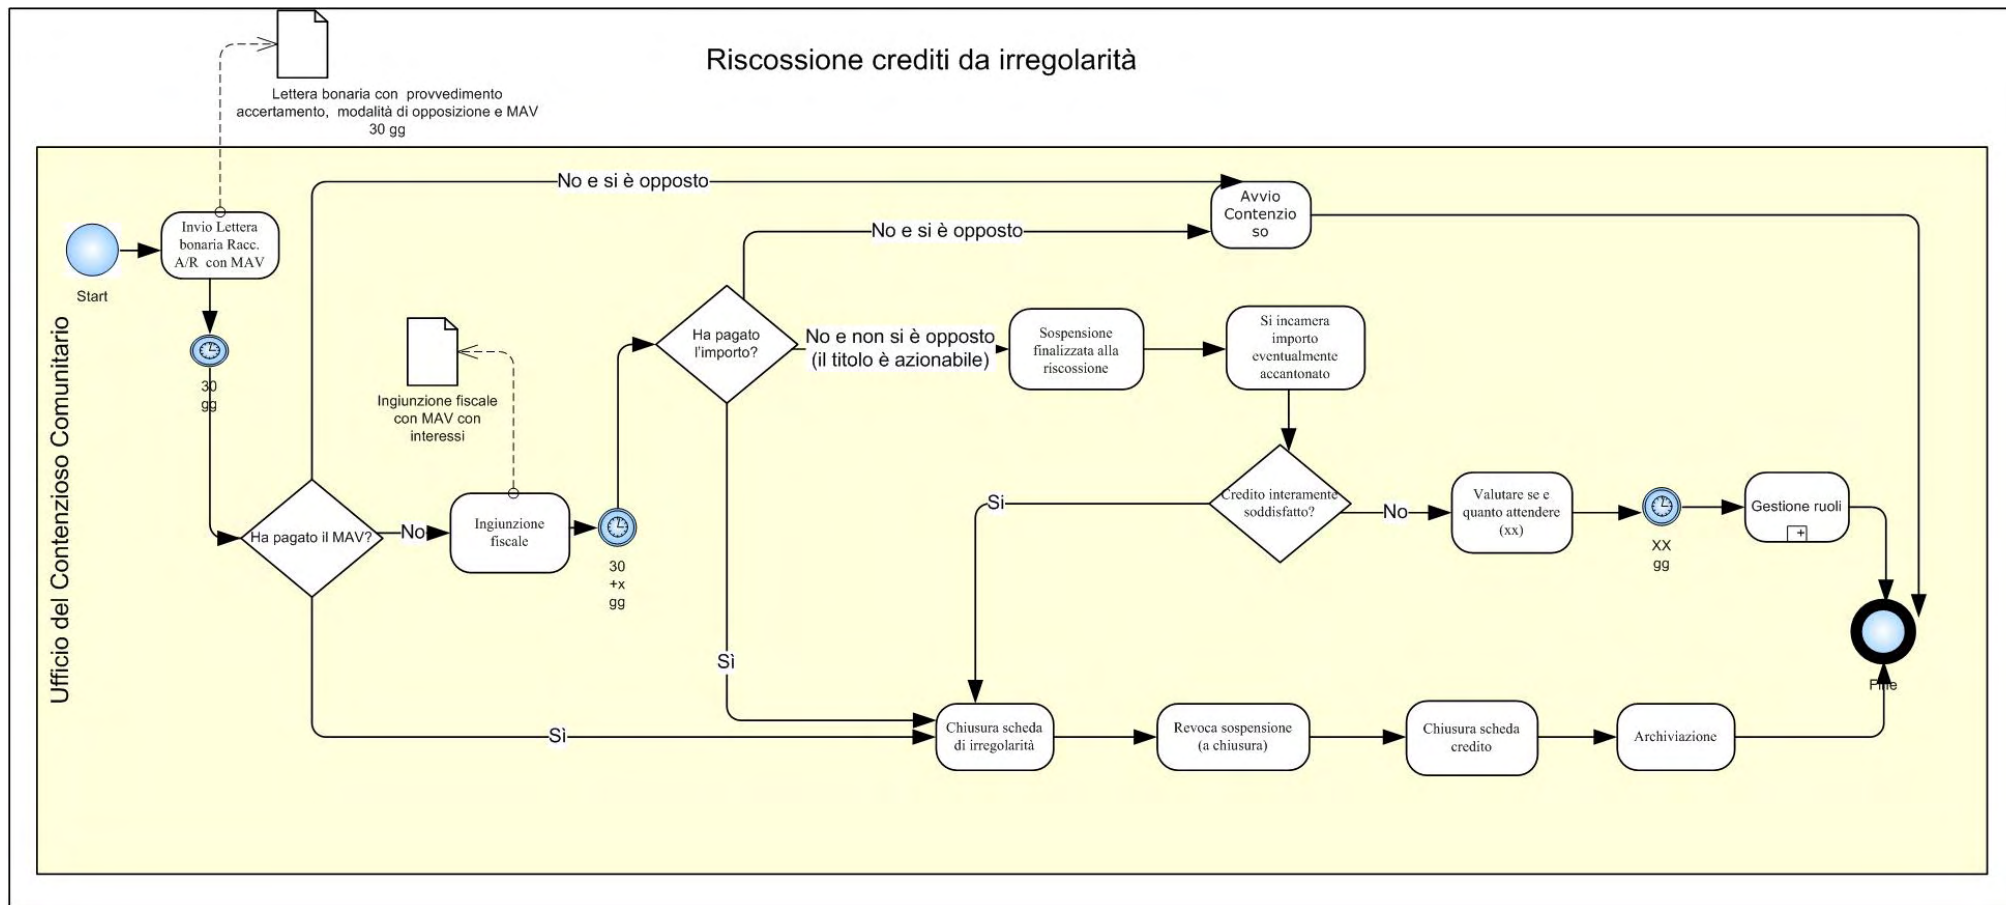 Riscossione crediti da irregolarità
Lettera bonaria con provvedimento
accertamento, modalità di opposizione e MAV
30 gg
Ufficio del Contenzioso Comunitario
Start
Invio Lettera
bonaria Racc.
A/R con MAV
30
gg
No e si è opposto
Avvio
Contenzio
so
No e si è opposto
Ingiunzione fiscale
con MAV con
interessi
Ha pagato
l'importo?
No e non si è opposto
(il titolo è azionabile)
Sospensione
finalizzata alla
riscossione
Si incamera
importo
eventualmente
accantonato
Ha pagato il MAV?
No
Ingiunzione
fiscale
30
+x
gg
Credito interamente
soddisfatto?
Si
No
Valutare se e
quanto attendere
(xx)
XX
gg
Gestione ruoli
+
Sì
Sì
Chiusura scheda
di irregolarità
Revoca sospensione
(a chiusura)
Chiusura scheda
credito
Archiviazione